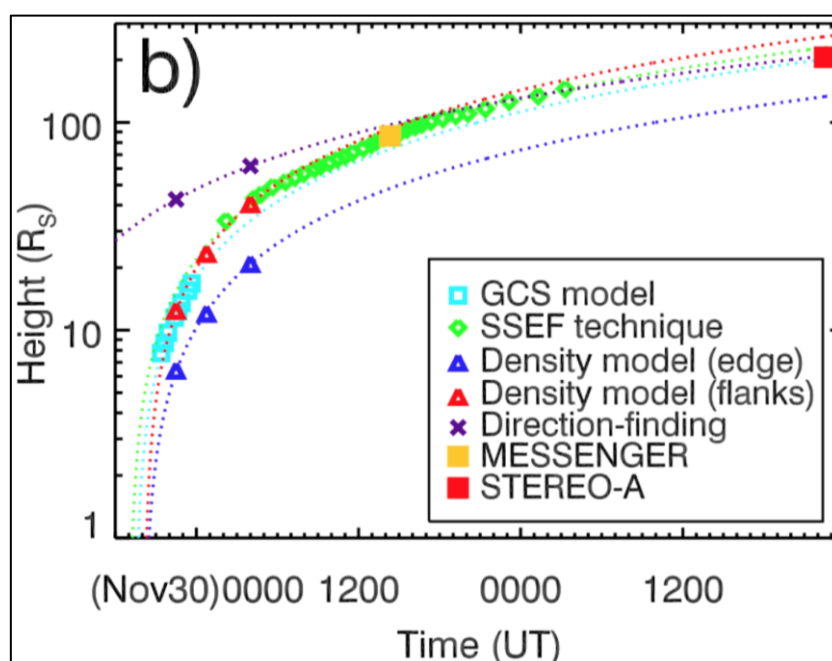 b)
100
10
1
Height (RS)
GCS model
SSEF technique
Density model (edge)
Density model (flanks)
Direction-finding
MESSENGER
STEREO-A
(Nov30)0000 1200 0000 1200
Time (UT)